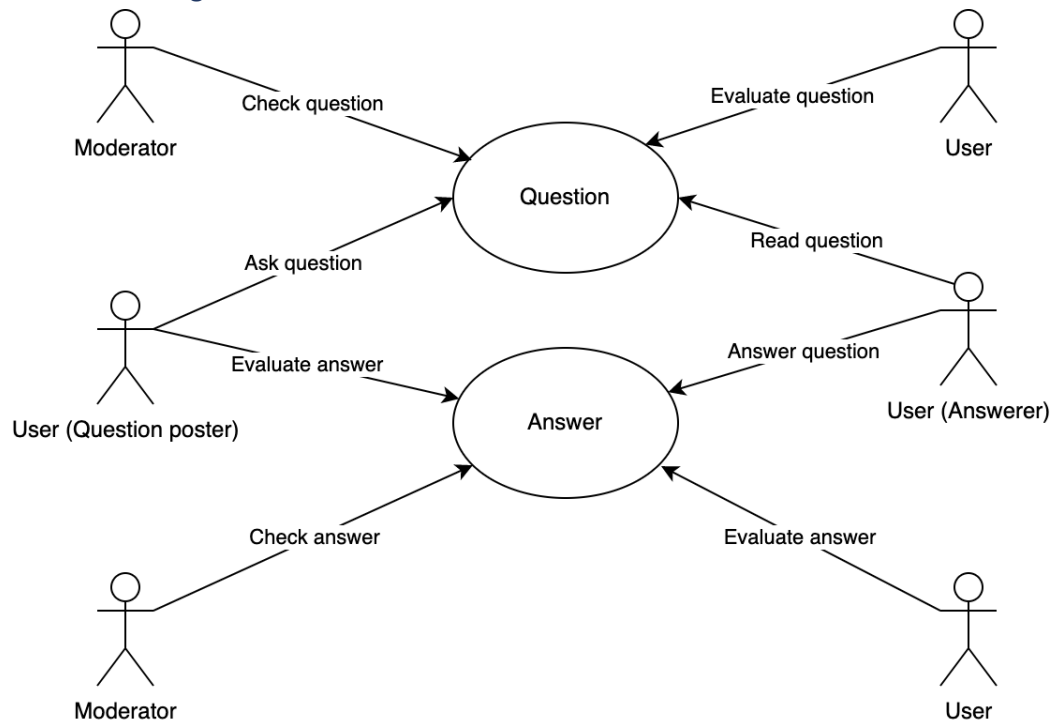 Check question
Evaluate question
Moderator
User
Question
Read question
Ask question
Answer question
Evaluate answer
User (Answerer)
User (Question poster)
Answer
Check answer
Evaluate answer
Moderator
User